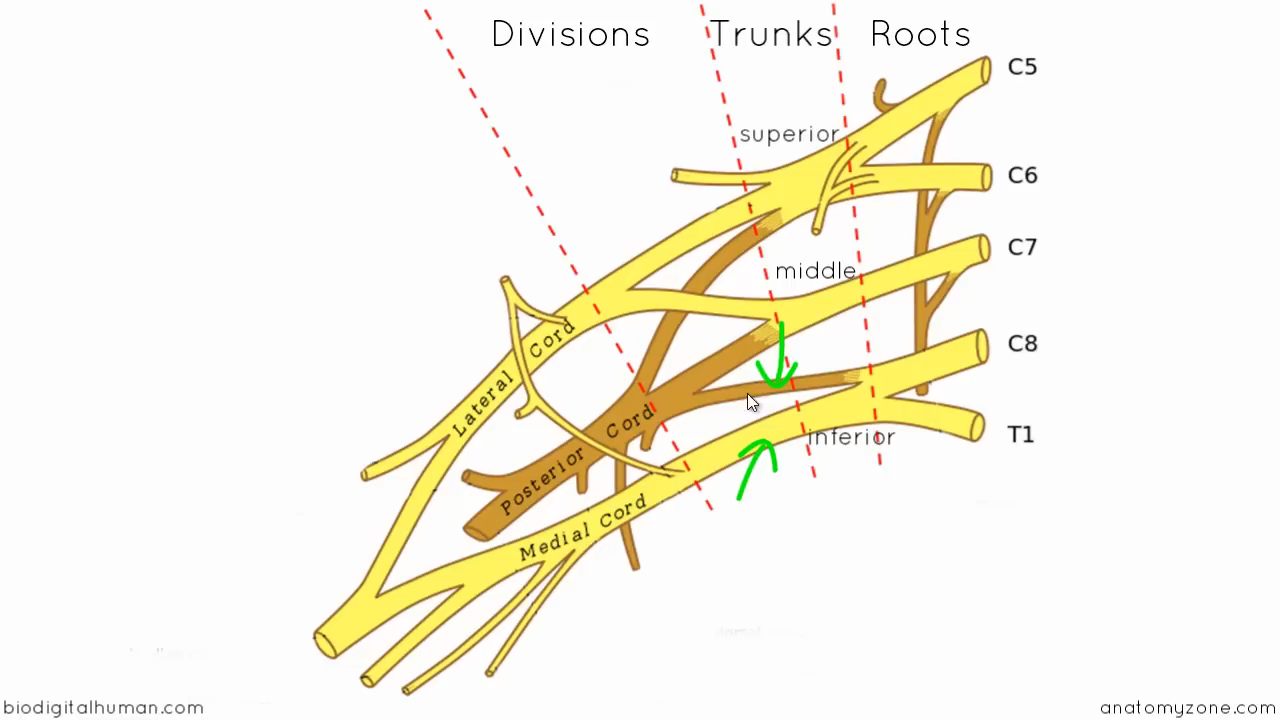 Divisions
Trunks
Roots
C5
superior
C6
C7
middle
Lateral Cord
C8
Posterior Cord
inferior
T1
Medial Cord
biodigitalhuman.com
anatomyzone.com